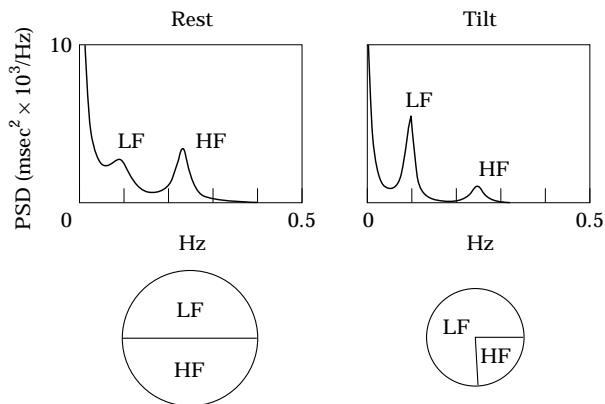 Rest
Tilt
PSD (msec² × 10³/Hz)
10
LF
HF
0
0.5
Hz
LF
HF
0
0.5
Hz
LF
HF
LF
HF